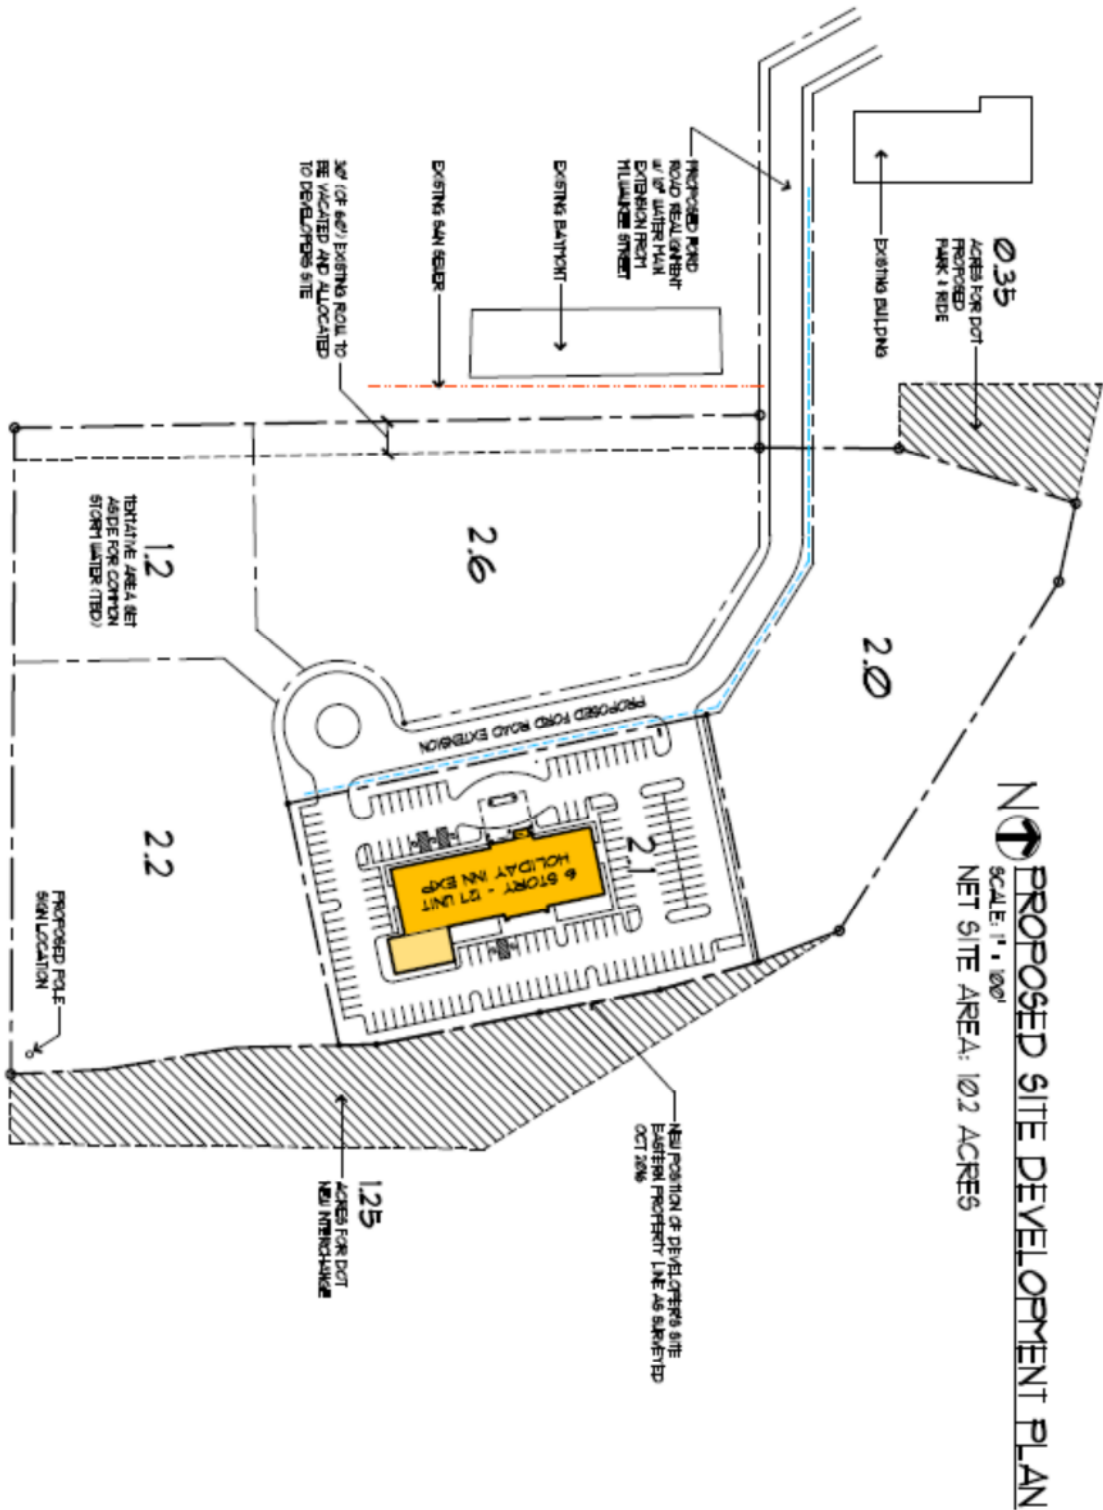 N
PROPOSED SITE DEVELOPMENT PLAN
SCALE: 1" = 100'
NET SITE AREA: 10.2 ACRES
0.35
ACRES FOR DOT
PROPOSED
PARK & RIDE
EXISTING BUILDING
PROPOSED FORD
ROAD REALIGNMENT
W/ 10" WATER MAIN
EXTENSION FROM
MILWAUKEE STREET
EXISTING BAYMONT
EXISTING SAN SEWER
30' (OF 60') EXISTING R.O.W. TO
BE VACATED AND ALLOCATED
TO DEVELOPERS SITE
2.0
2.6
1.2
TENTATIVE AREA SET
ASIDE FOR COMMON
STORM WATER (TBD)
PROPOSED FORD ROAD EXTENSION
2.1
6 STORY - 127 UNIT
HOLIDAY INN EXP
2.2
PROPOSED POLE
SIGN LOCATION
NEW POSITION OF DEVELOPER'S SITE
EASTERN PROPERTY LINE AS SURVEYED
OCT 2016
1.25
ACRES FOR DOT
NEW INTERCHANGE